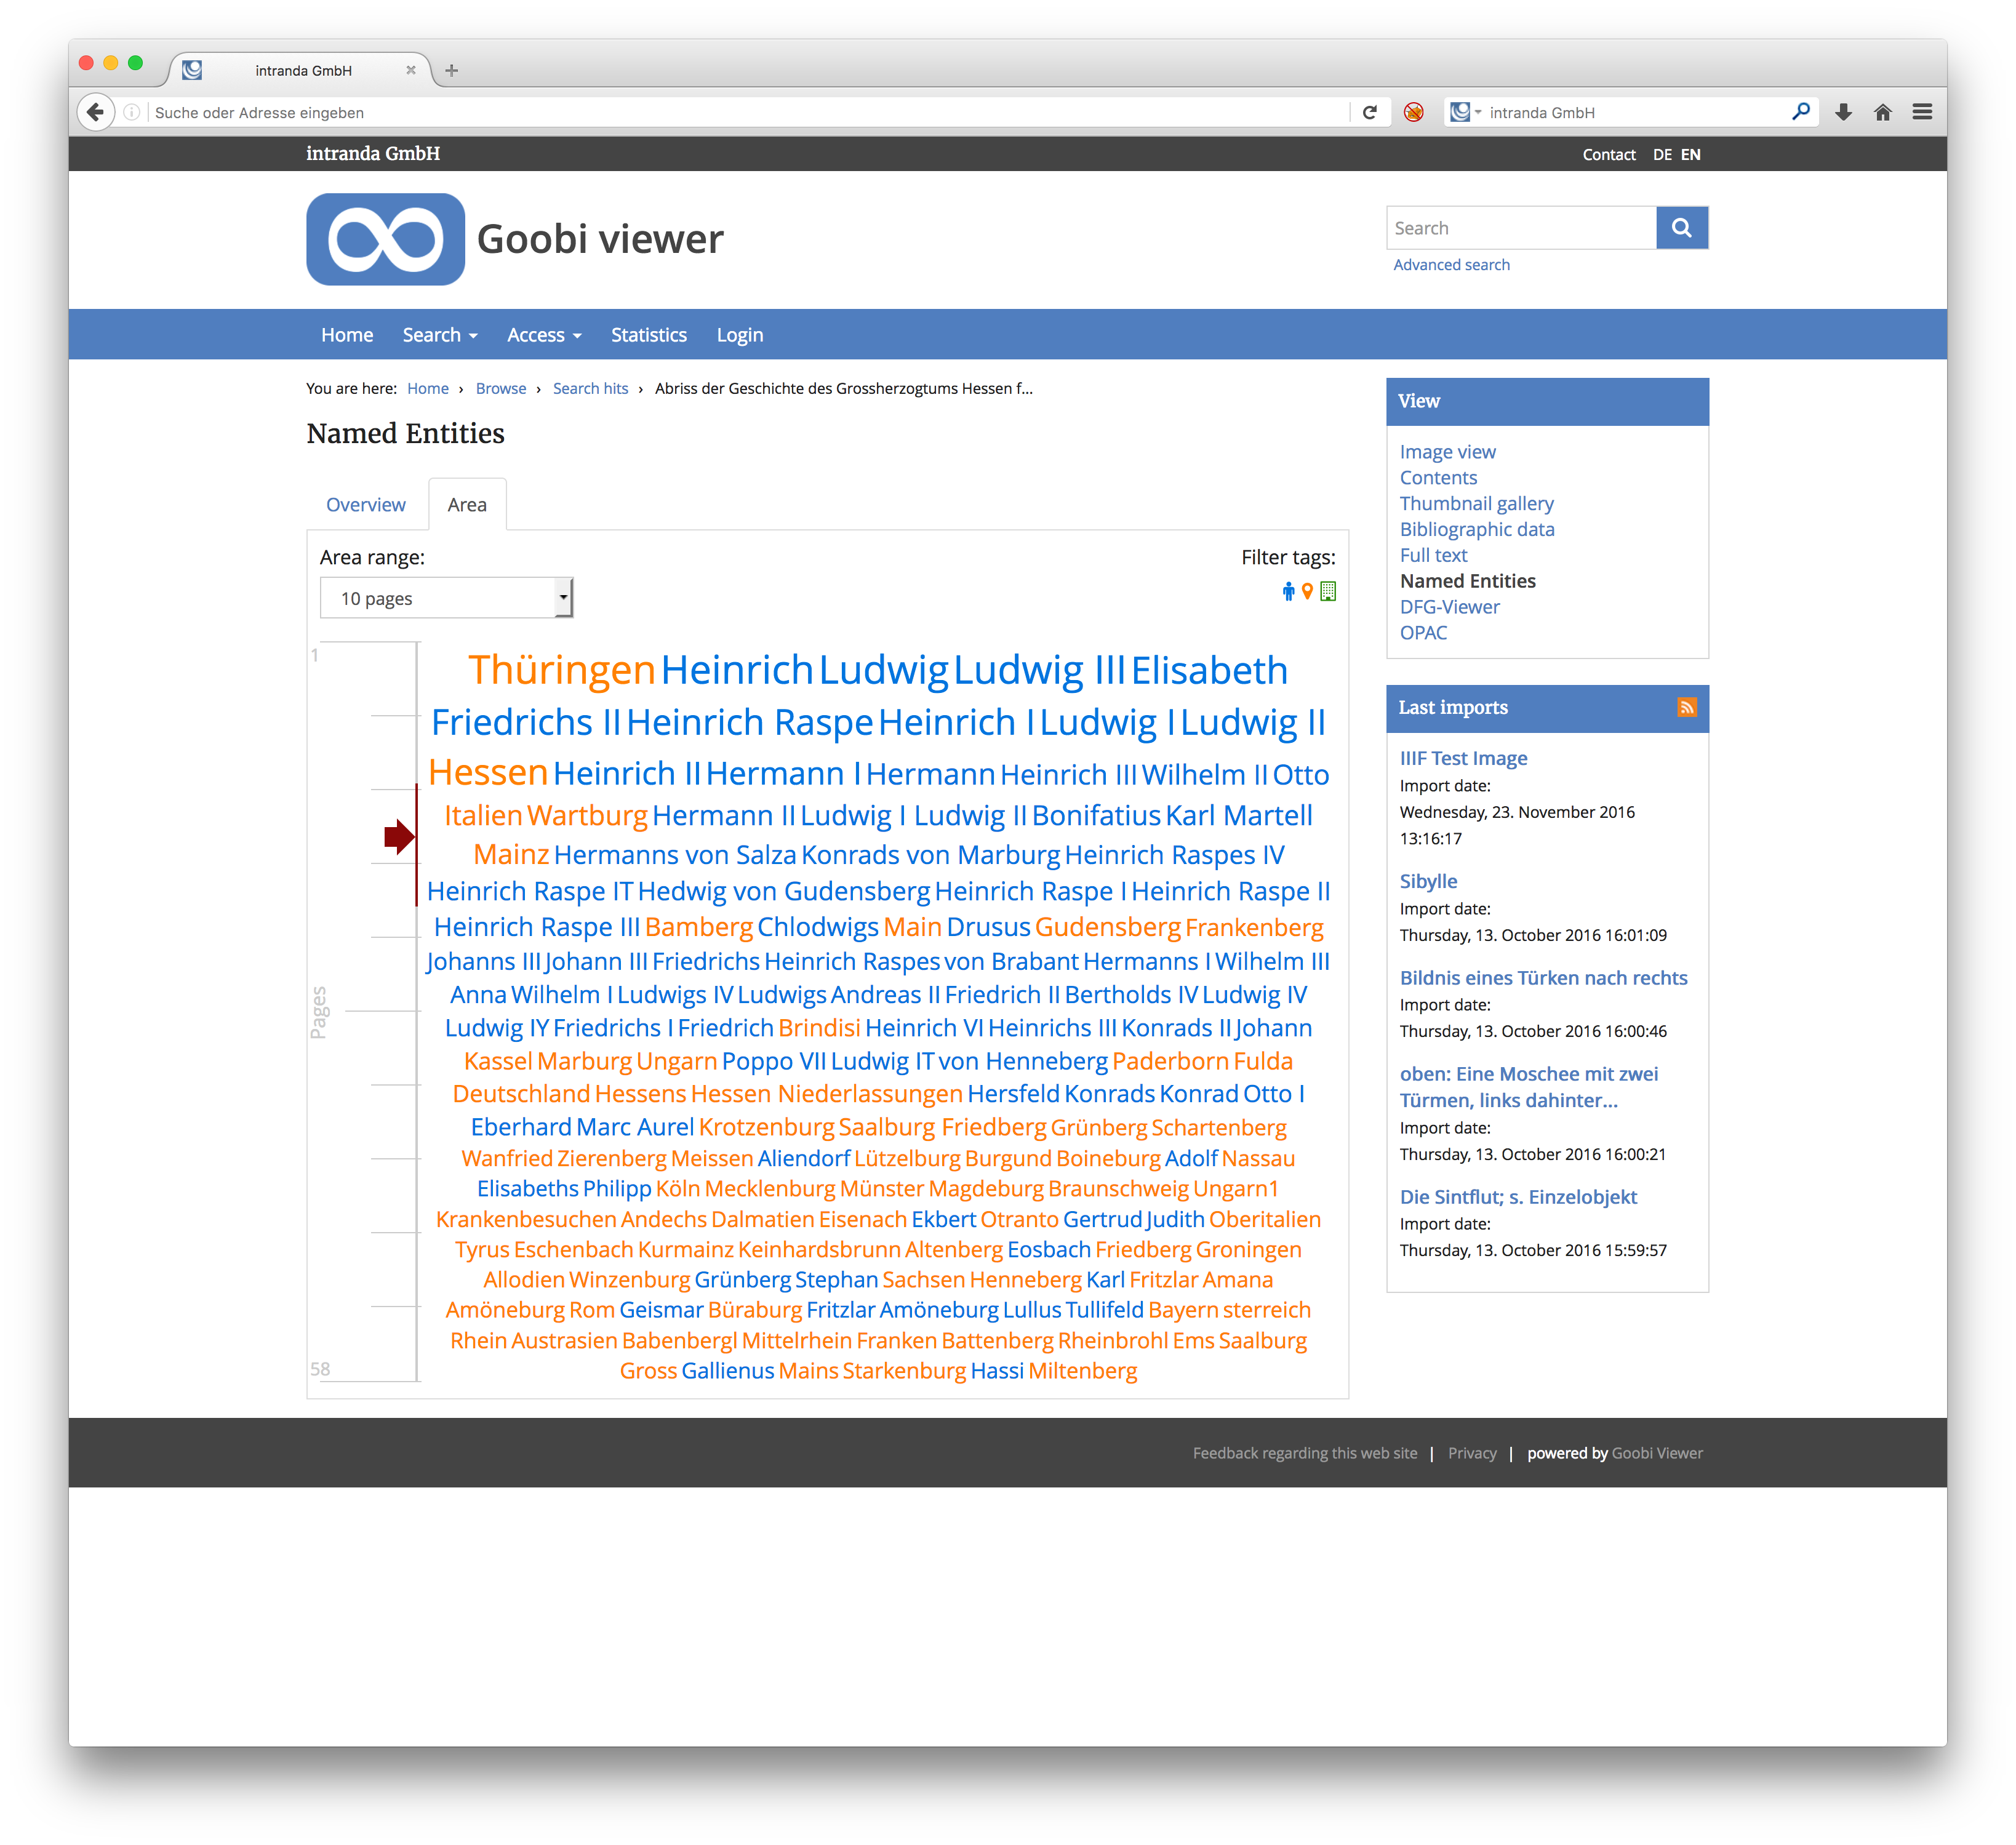 intranda GmbH
Suche oder Adresse eingeben
intranda GmbH
intranda GmbH
Contact DE EN
Goobi viewer
Search
Advanced search
Home Search Access Statistics Login
You are here: Home › Browse › Search hits › Abriss der Geschichte des Grossherzogtums Hessen f...
Named Entities
Overview Area
Area range:
Filter tags:
10 pages
1
Pages
58
Thüringen Heinrich Ludwig Ludwig III Elisabeth
Friedrichs II Heinrich Raspe Heinrich I Ludwig I Ludwig II
Hessen Heinrich II Hermann I Hermann Heinrich III Wilhelm II Otto
Italien Wartburg Hermann II Ludwig I Ludwig II Bonifatius Karl Martell
Mainz Hermanns von Salza Konrads von Marburg Heinrich Raspes IV
Heinrich Raspe IT Hedwig von Gudensberg Heinrich Raspe I Heinrich Raspe II
Heinrich Raspe III Bamberg Chlodwigs Main Drusus Gudensberg Frankenberg
Johanns III Johann III Friedrichs Heinrich Raspes von Brabant Hermanns I Wilhelm III
Anna Wilhelm I Ludwigs IV Ludwigs Andreas II Friedrich II Bertholds IV Ludwig IV
Ludwig IY Friedrichs I Friedrich Brindisi Heinrich VI Heinrichs III Konrads II Johann
Kassel Marburg Ungarn Poppo VII Ludwig IT von Henneberg Paderborn Fulda
Deutschland Hessens Hessen Niederlassungen Hersfeld Konrads Konrad Otto I
Eberhard Marc Aurel Krotzenburg Saalburg Friedberg Grünberg Schartenberg
Wanfried Zierenberg Meissen Aliendorf Lützelburg Burgund Boineburg Adolf Nassau
Elisabeths Philipp Köln Mecklenburg Münster Magdeburg Braunschweig Ungarn1
Krankenbesuchen Andechs Dalmatien Eisenach Ekbert Otranto Gertrud Judith Oberitalien
Tyrus Eschenbach Kurmainz Keinhardsbrunn Altenberg Eosbach Friedberg Groningen
Allodien Winzenburg Grünberg Stephan Sachsen Henneberg Karl Fritzlar Amana
Amöneburg Rom Geismar Büraburg Fritzlar Amöneburg Lullus Tullifeld Bayern sterreich
Rhein Austrasien Babenbergl Mittelrhein Franken Battenberg Rheinbrohl Ems Saalburg
Gross Gallienus Mains Starkenburg Hassi Miltenberg
View
Image view
Contents
Thumbnail gallery
Bibliographic data
Full text
Named Entities
DFG-Viewer
OPAC
Last imports
IIIF Test Image
Import date:
Wednesday, 23. November 2016
13:16:17
Sibylle
Import date:
Thursday, 13. October 2016 16:01:09
Bildnis eines Türken nach rechts
Import date:
Thursday, 13. October 2016 16:00:46
oben: Eine Moschee mit zwei
Türmen, links dahinter...
Import date:
Thursday, 13. October 2016 16:00:21
Die Sintflut; s. Einzelobjekt
Import date:
Thursday, 13. October 2016 15:59:57
Feedback regarding this web site | Privacy | powered by Goobi Viewer